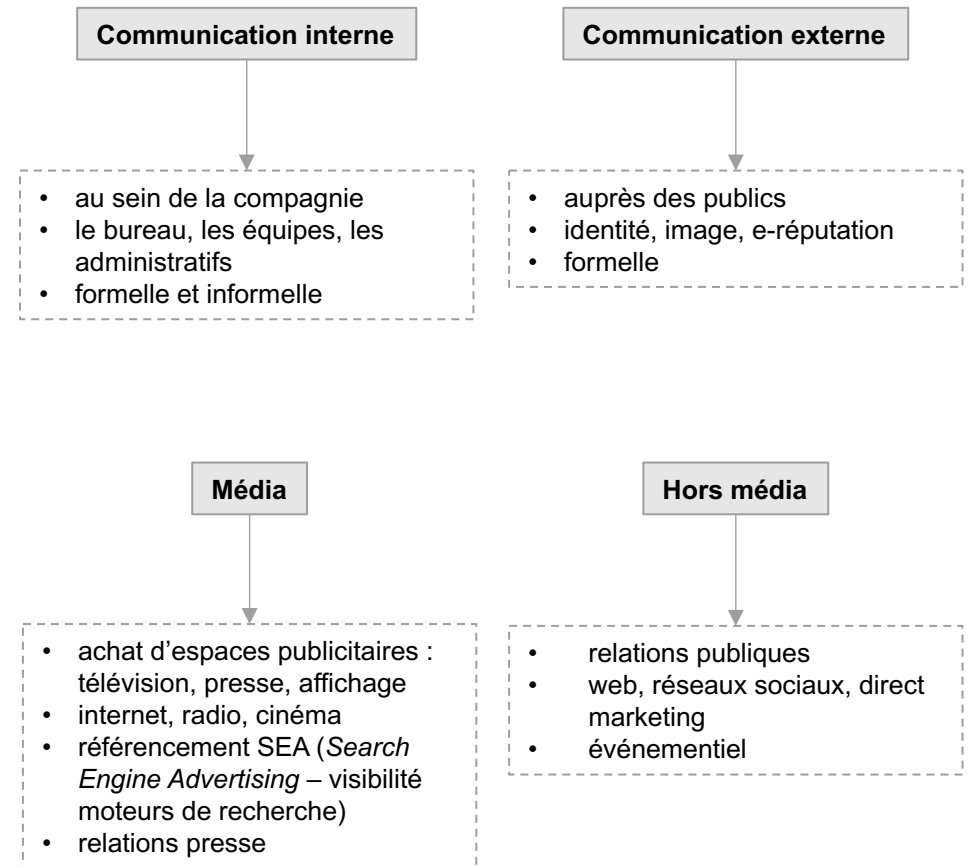 Communication interne
Communication externe
• au sein de la compagnie
• le bureau, les équipes, les
administratifs
• formelle et informelle
• auprès des publics
• identité, image, e-réputation
• formelle
Média
Hors média
• achat d’espaces publicitaires :
télévision, presse, affichage
• internet, radio, cinéma
• référencement SEA (Search
Engine Advertising – visibilité
moteurs de recherche)
• relations presse
• relations publiques
• web, réseaux sociaux, direct
marketing
• événementiel